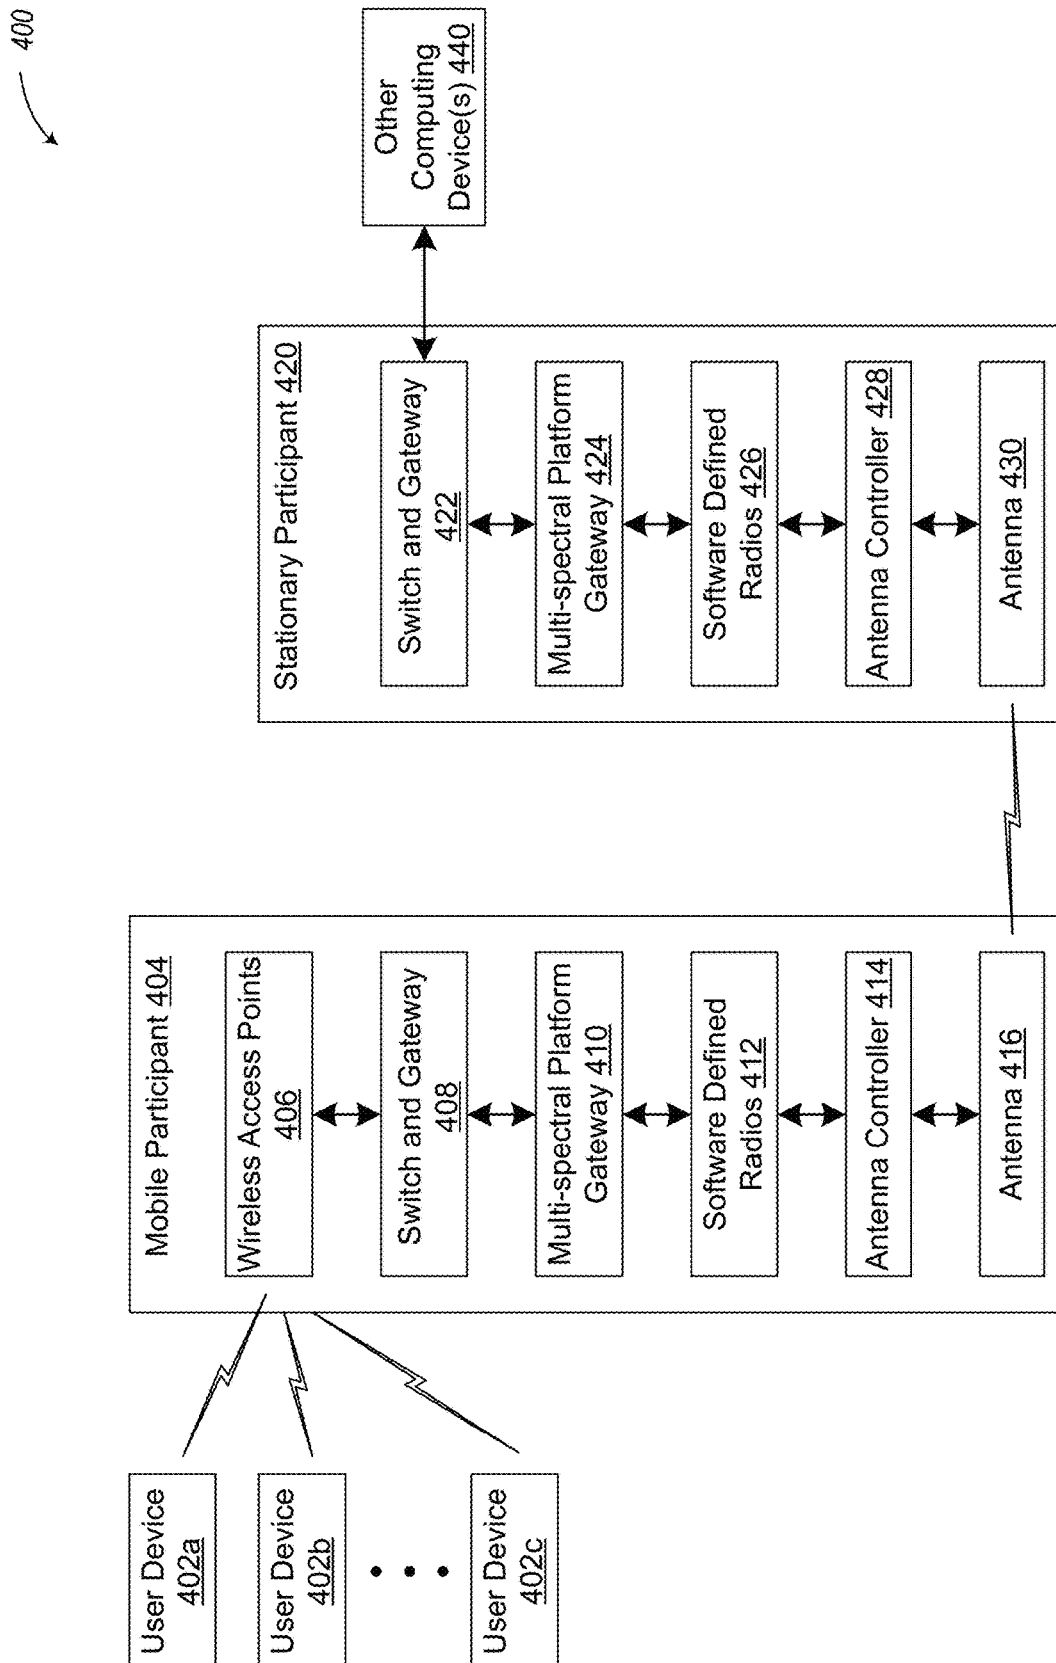 400
User Device
402a
User Device
402b
User Device
402c
Mobile Participant 404
Wireless Access Points
406
Switch and Gateway
408
Multi-spectral Platform
Gateway 410
Software Defined
Radios 412
Antenna Controller 414
Antenna 416
Stationary Participant 420
Switch and Gateway
422
Multi-spectral Platform
Gateway 424
Software Defined
Radios 426
Antenna Controller 428
Antenna 430
Other
Computing
Device(s) 440